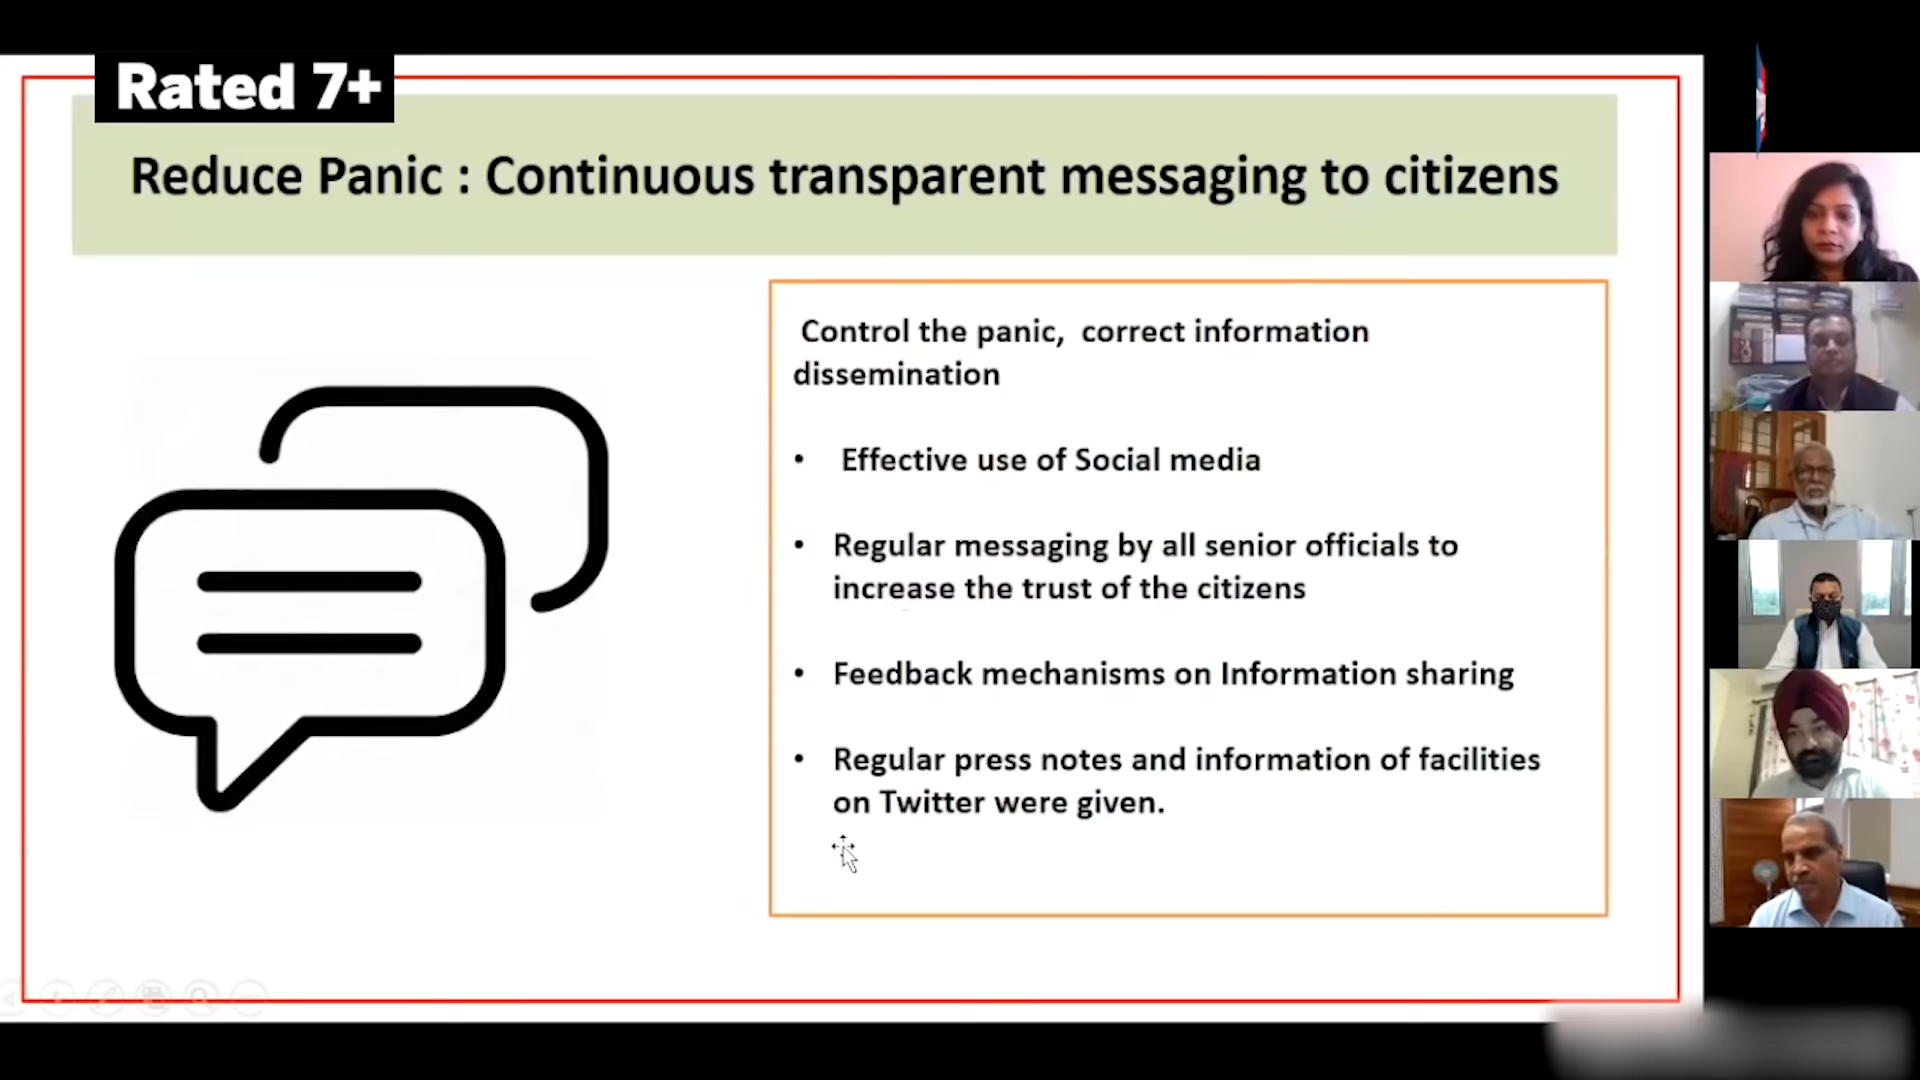 Rated 7+
Reduce Panic : Continuous transparent messaging to citizens
Control the panic, correct information
dissemination
• Effective use of Social media
• Regular messaging by all senior officials to
increase the trust of the citizens
• Feedback mechanisms on Information sharing
• Regular press notes and information of facilities
on Twitter were given.